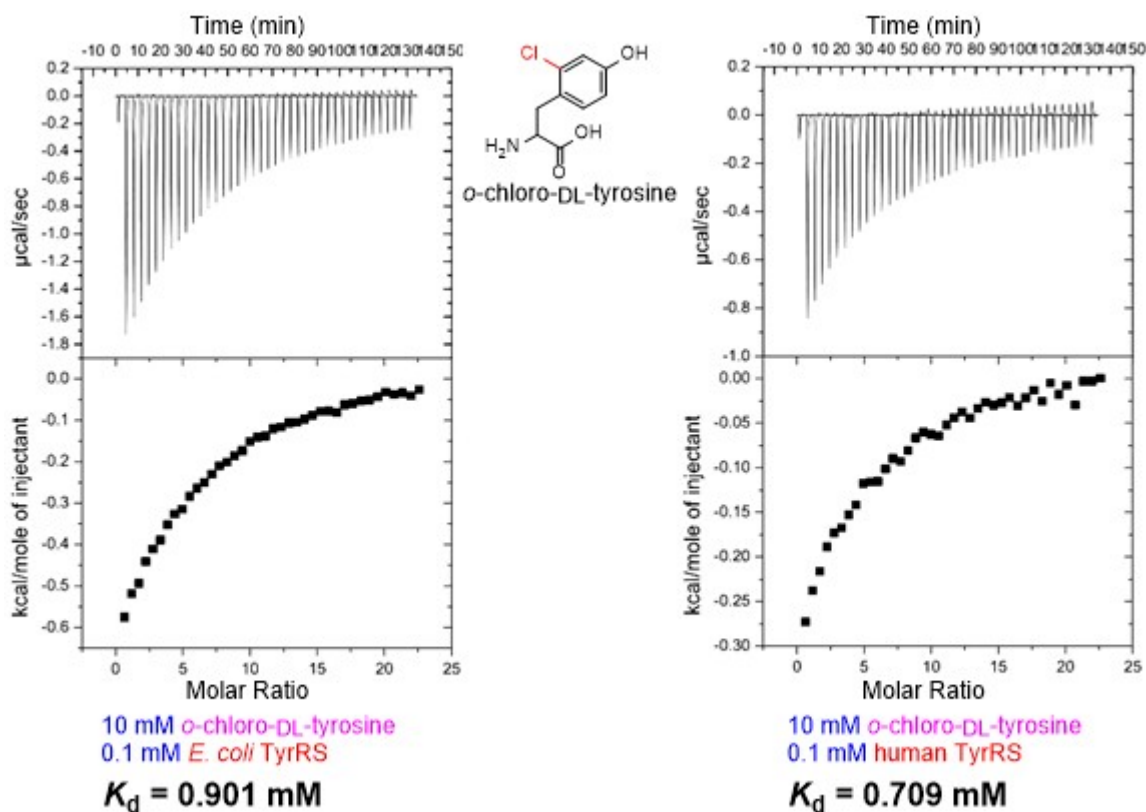 Time (min)
-10 0 10 20 30 40 50 60 70 80 90 100 110 120 130 140 150
0.2
0.0
-0.2
-0.4
-0.6
-0.8
-1.0
-1.2
-1.4
-1.6
-1.8
µcal/sec
0.0
-0.1
-0.2
-0.3
-0.4
-0.5
-0.6
kcal/mole of injectant
0 5 10 15 20 25
Molar Ratio
10 mM o-chloro-DL-tyrosine
0.1 mM E. coli TyrRS
Kd = 0.901 mM
Cl
OH
H2N
OH
O
o-chloro-DL-tyrosine
Time (min)
-10 0 10 20 30 40 50 60 70 80 90 100 110 120 130 140 150
0.2
0.0
-0.2
-0.4
-0.6
-0.8
-1.0
µcal/sec
0.00
-0.05
-0.10
-0.15
-0.20
-0.25
-0.30
kcal/mole of injectant
0 5 10 15 20 25
Molar Ratio
10 mM o-chloro-DL-tyrosine
0.1 mM human TyrRS
Kd = 0.709 mM